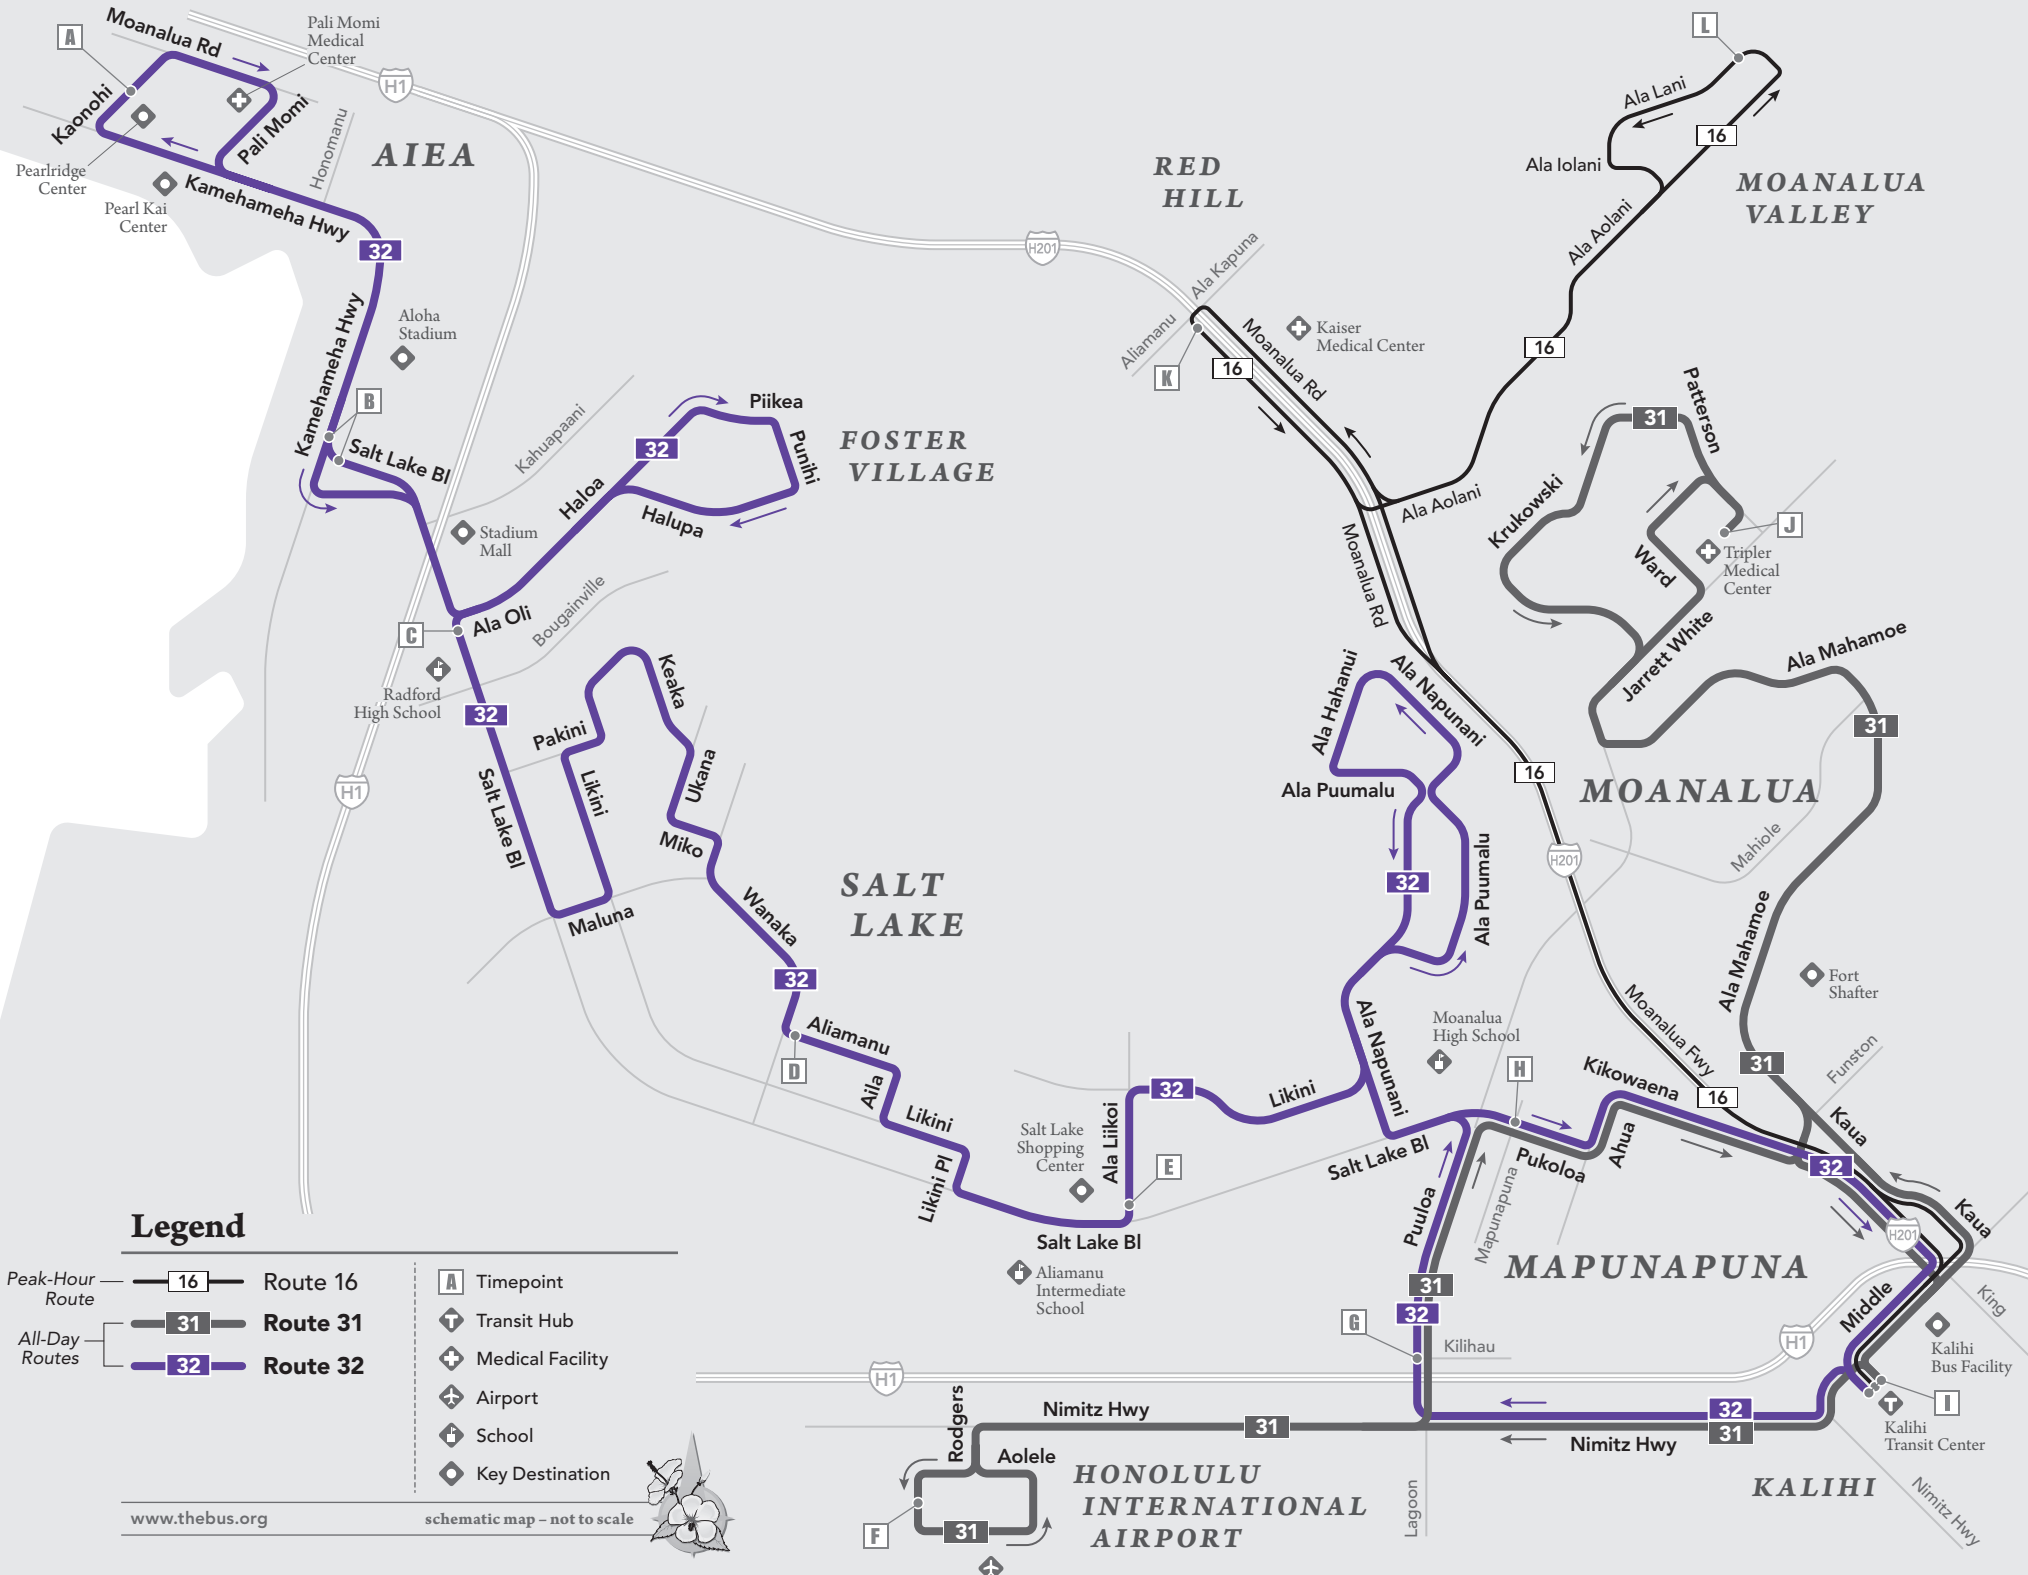 A
Moanalua Rd
Pali Momi
Medical
Center
H1
Kaonohi
Pali Momi
Honomanu
AIEA
Pearlridge
Center
Pearl Kai
Center
Kamehameha Hwy
32
Kamehameha Hwy
Aloha
Stadium
B
Salt Lake Bl
Kahuapaani
Stadium
Mall
Haloa
32
Piikea
Punihi
Halupa
FOSTER
VILLAGE
C
Ala Oli
Bougainville
Radford
High School
32
H1
Salt Lake Bl
Pakini
Likini
Keaka
Ukana
Miko
Maluna
Wanaka
32
SALT
LAKE
Aliamanu
D
Aila
Likini
Likini Pl
Salt Lake
Shopping
Center
Ala Liikoi
E
32
Likini
Salt Lake Bl
Aliamanu
Intermediate
School
H201
RED
HILL
Ala Kapuna
Aliamanu
K
16
Moanalua Rd
Kaiser
Medical Center
L
Ala Lani
16
Ala Iolani
MOANALUA
VALLEY
Ala Aolani
16
Ala Aolani
Moanalua Rd
Patterson
31
Krukowski
Ward
J
Tripler
Medical
Center
Jarrett White
Ala Mahamoe
31
Ala Hahanui
Ala Napunani
Ala Puumalu
16
MOANALUA
Mahiole
H201
32
Ala Puumalu
Ala Mahamoe
Fort
Shafter
Ala Napunani
Moanalua
High School
Moanalua Fwy
H
Kikowaena
31
Funston
16
Kaua
Salt Lake Bl
Pukoloa
Ahua
32
Puuloa
Mapunapuna
Kaua
H201
MAPUNAPUNA
31
32
G
Kilihau
Middle
King
H1
Kalihi
Bus Facility
H1
I
Kalihi
Transit Center
Rodgers
Nimitz Hwy
31
32
31
Nimitz Hwy
Aolele
F
31
HONOLULU
INTERNATIONAL
AIRPORT
Lagoon
KALIHI
Nimitz Hwy
Legend
Peak-Hour
Route
16
Route 16
All-Day
Routes
31
Route 31
32
Route 32
A
Timepoint
Transit Hub
Medical Facility
Airport
School
Key Destination
www.thebus.org
schematic map – not to scale